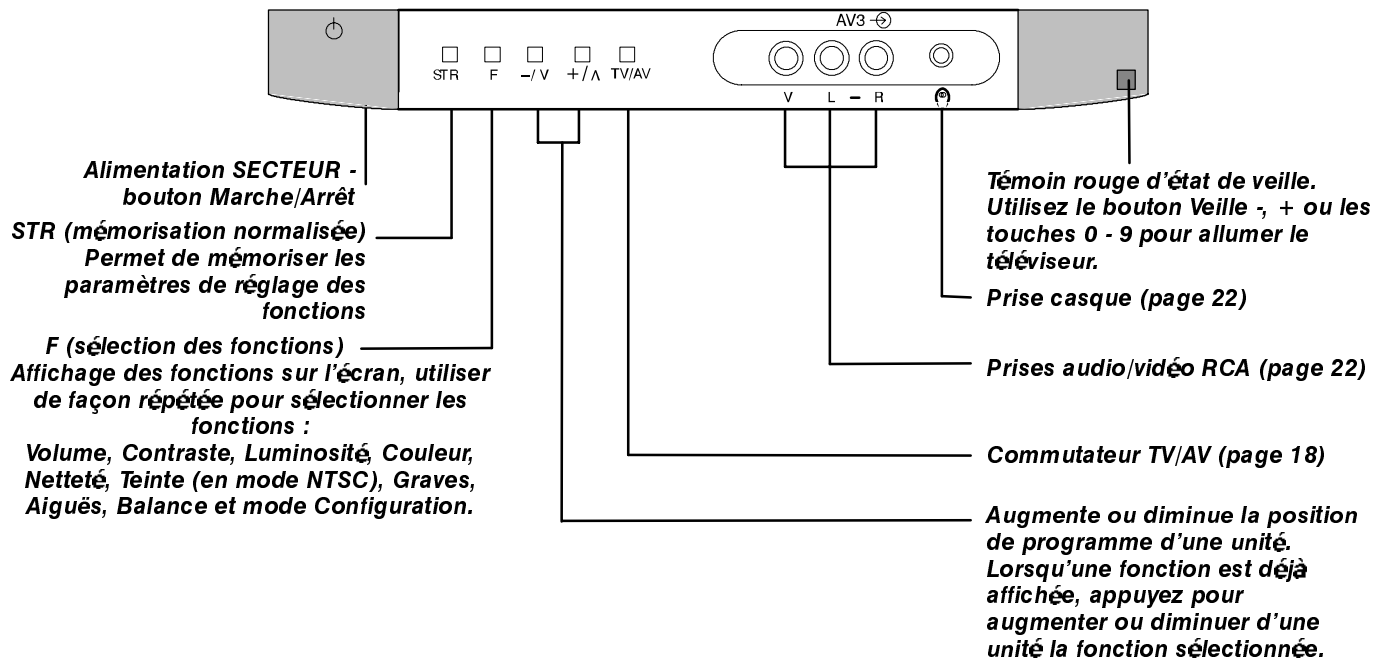 AV3
STR F –/∨ +/∧ TV/AV
V L – R
Alimentation SECTEUR -
bouton Marche/Arrêt
STR (mémorisation normalisée)
Permet de mémoriser les
paramètres de réglage des
fonctions
F (sélection des fonctions)
Affichage des fonctions sur l'écran, utiliser
de façon répétée pour sélectionner les
fonctions :
Volume, Contraste, Luminosité, Couleur,
Netteté, Teinte (en mode NTSC), Graves,
Aiguës, Balance et mode Configuration.
Témoin rouge d'état de veille.
Utilisez le bouton Veille -, + ou les
touches 0 - 9 pour allumer le
téléviseur.
Prise casque (page 22)
Prises audio/vidéo RCA (page 22)
Commutateur TV/AV (page 18)
Augmente ou diminue la position
de programme d'une unité.
Lorsqu'une fonction est déjà
affichée, appuyez pour
augmenter ou diminuer d'une
unité la fonction sélectionnée.